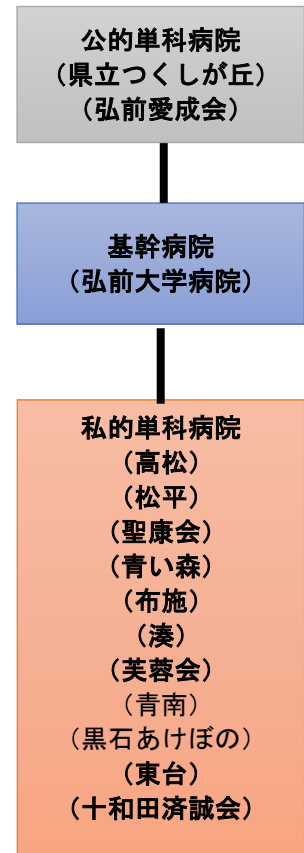 公的単科病院
（県立つくしが丘）
（弘前愛成会）
基幹病院
（弘前大学病院）
私的単科病院
（高松）
（松平）
（聖康会）
（青い森）
（布施）
（湊）
（芙蓉会）
（青南）
（黒石あけぼの）
（東台）
（十和田済誠会）